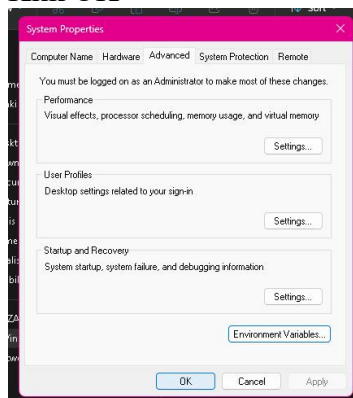 Sort
System Properties
Computer Name Hardware Advanced System Protection Remote
You must be logged on as an Administrator to make most of these changes.
Performance
Visual effects, processor scheduling, memory usage, and virtual memory
Settings...
User Profiles
Desktop settings related to your sign-in
Settings...
Startup and Recovery
System startup, system failure, and debugging information
Settings...
Environment Variables...
OK Cancel Apply